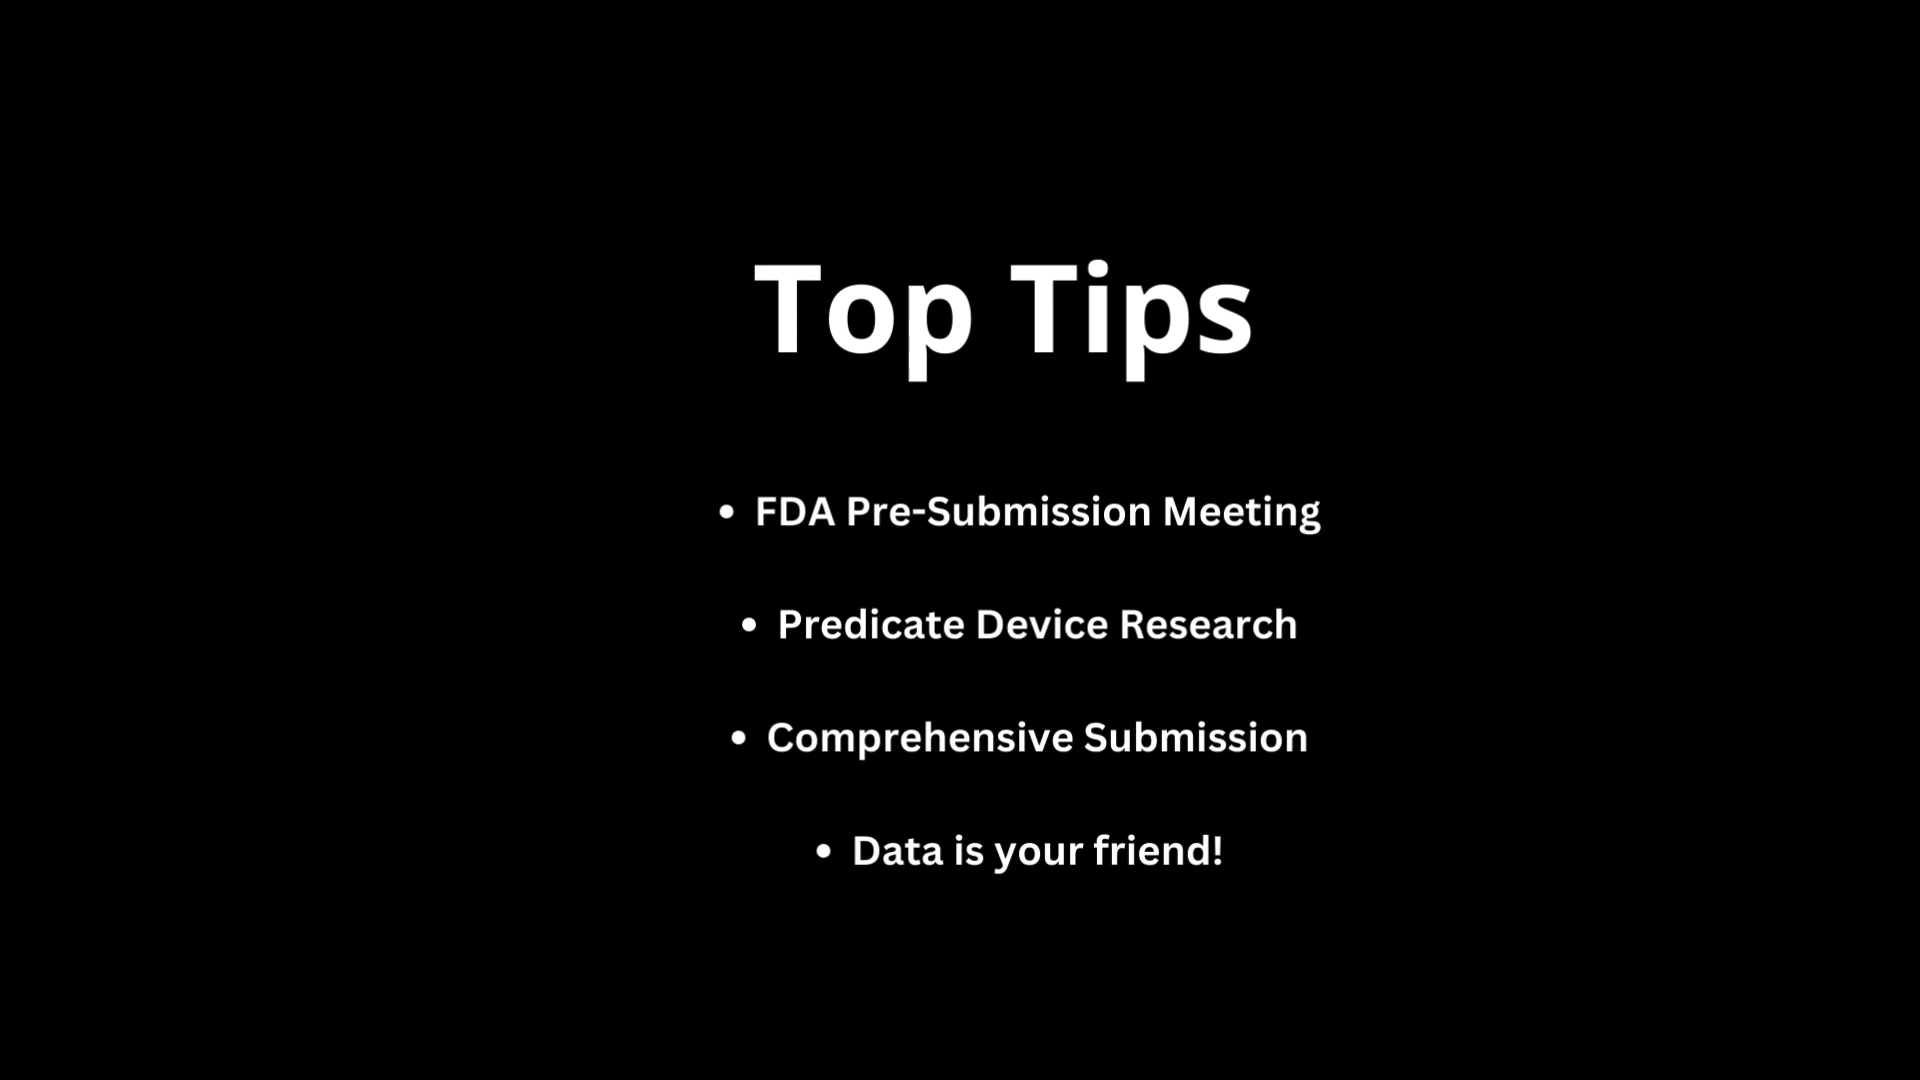 Top Tips
• FDA Pre-Submission Meeting
• Predicate Device Research
• Comprehensive Submission
• Data is your friend!